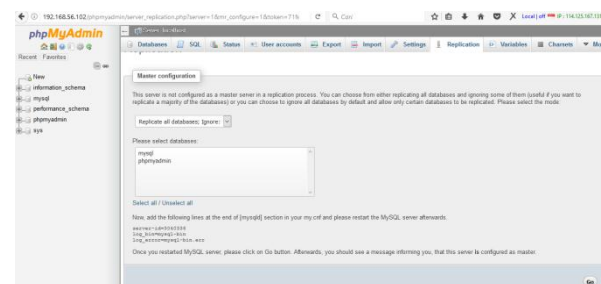 192.168.56.102/phpmyadmin/server_replication.php?server=1&mr_configure=1&token=719
phpMyAdmin
Recent Favorites
New
information_schema
mysql
performance_schema
phpmyadmin
sys
Databases SQL Status User accounts Export Import Settings Replication Variables Charsets
Master configuration
This server is not configured as a master server in a replication process. You can choose from either replicating all databases and ignoring some of them (useful if you want to
replicate a majority of the databases) or you can choose to ignore all databases by default and allow only certain databases to be replicated. Please select the mode:
Replicate all databases; Ignore:
Please select databases:
mysql
phpmyadmin
Select all / Unselect all
Now, add the following lines at the end of [mysqld] section in your my.cnf and please restart the MySQL server afterwards.
log_bin=mysql-bin
log_error=mysql-bin.err
Once you restarted MySQL server, please click on Go button. Afterwards, you should see a message informing you, that this server is configured as master.
Go